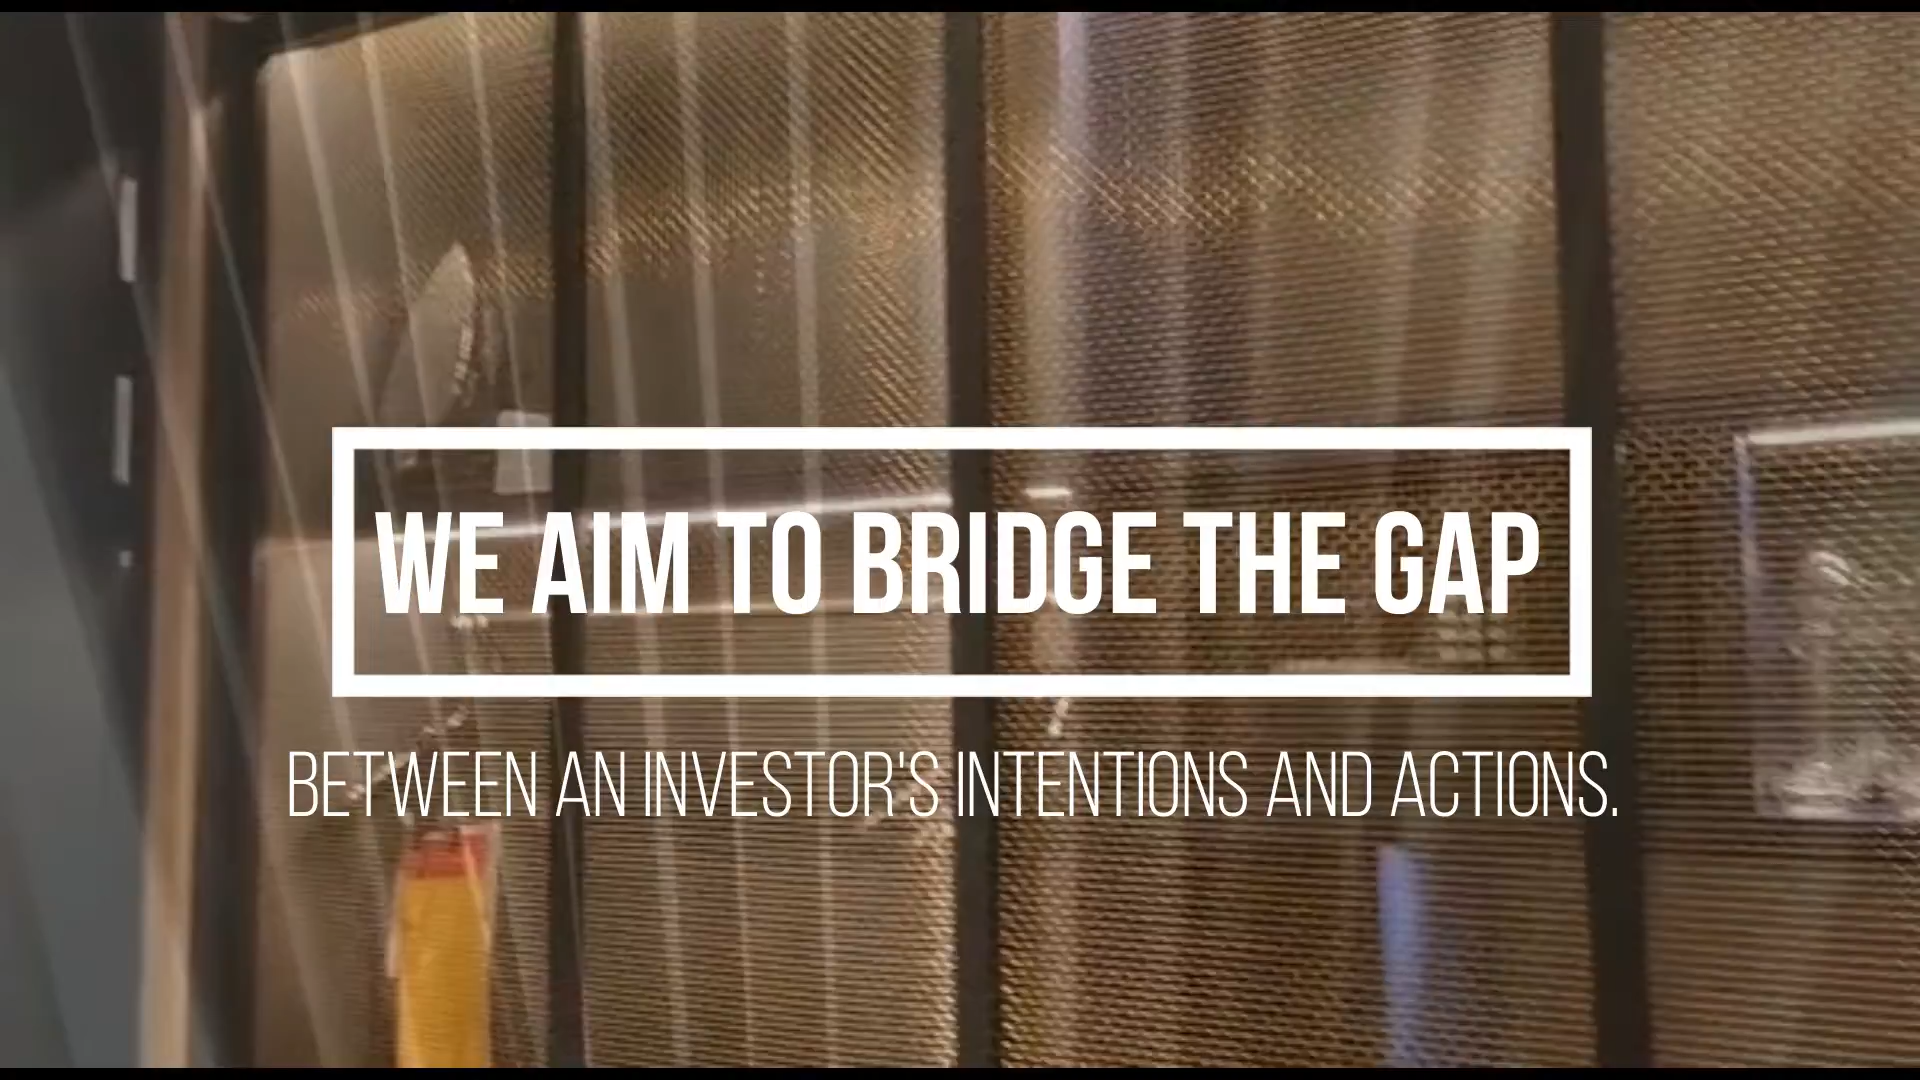 WE AIM TO BRIDGE THE GAP
BETWEEN AN INVESTOR'S INTENTIONS AND ACTIONS.